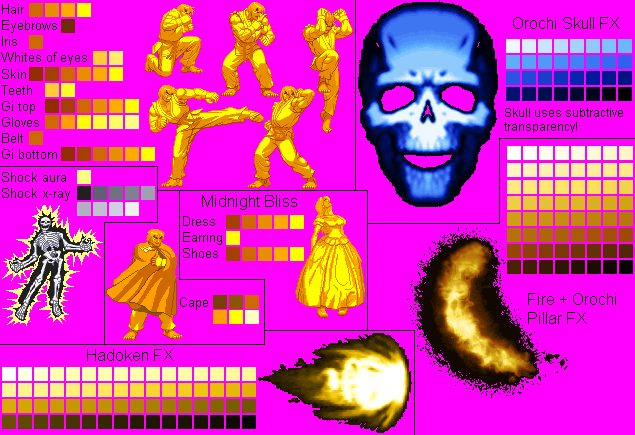 Hair
Eyebrows
Iris
Whites of eyes
Skin
Teeth
Gi top
Gloves
Belt
Gi bottom
Shock aura
Shock x-ray
Midnight Bliss
Dress
Earring
Shoes
Cape
Orochi Skull FX
Skull uses subtractive
transparency!
Fire + Orochi
Pillar FX
Hadoken FX